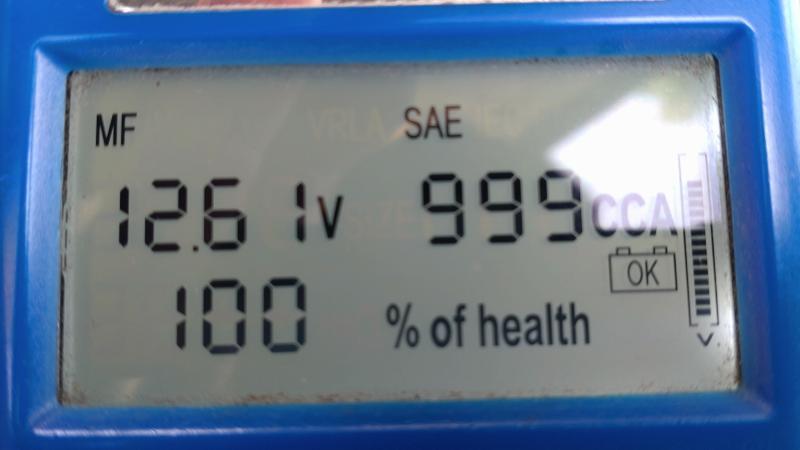 MF SAE
12.61V 999CCA
OK
100 % of health